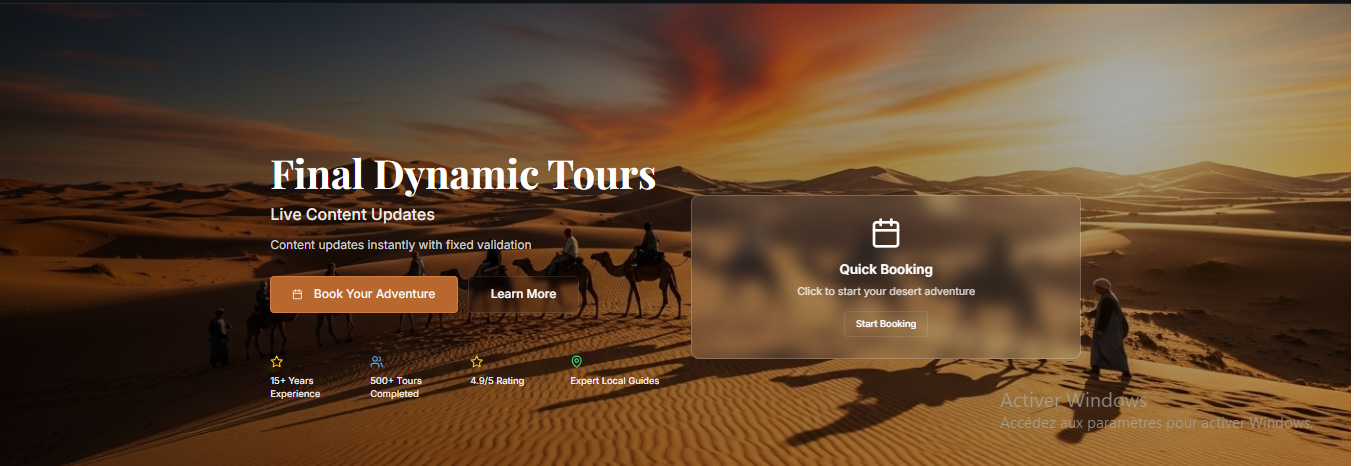 Final Dynamic Tours
Live Content Updates
Content updates instantly with fixed validation
Book Your Adventure
Learn More
15+ Years
Experience
500+ Tours
Completed
4.9/5 Rating
Expert Local Guides
Quick Booking
Click to start your desert adventure
Start Booking
Activer Windows
Accédez aux paramètres pour activer Windows.